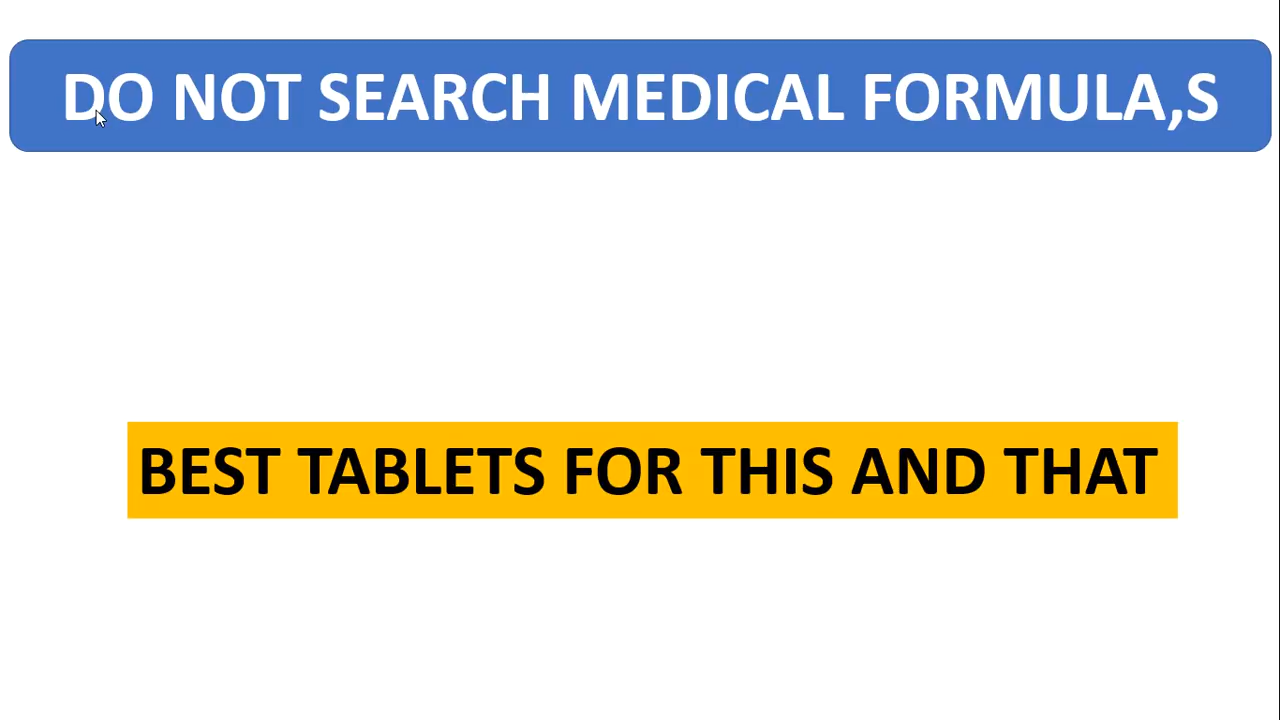 DO NOT SEARCH MEDICAL FORMULA,S
BEST TABLETS FOR THIS AND THAT